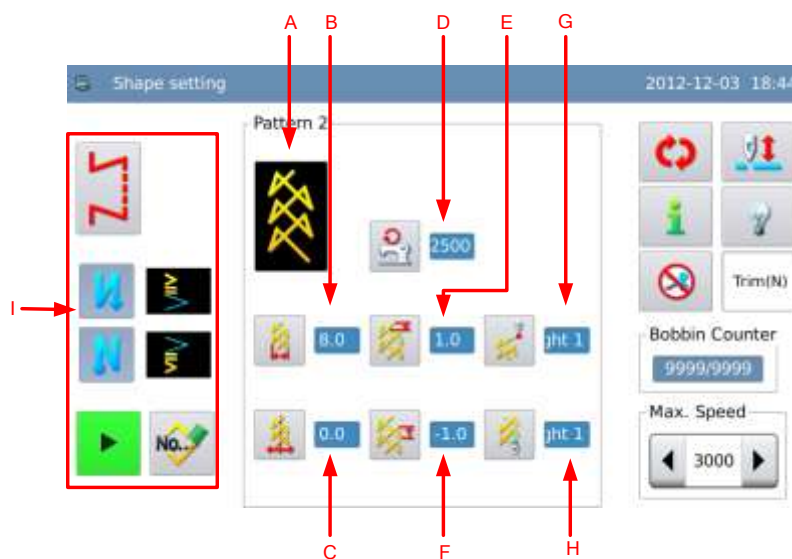 A B D E G
Shape setting 2012-12-03 18:44
Pattern 2
2500
Trim(N)
I
8.0 1.0 ght 1
Bobbin Counter
9999/9999
Max. Speed
No.
0.0 -1.0 ght 1
3000
C F H